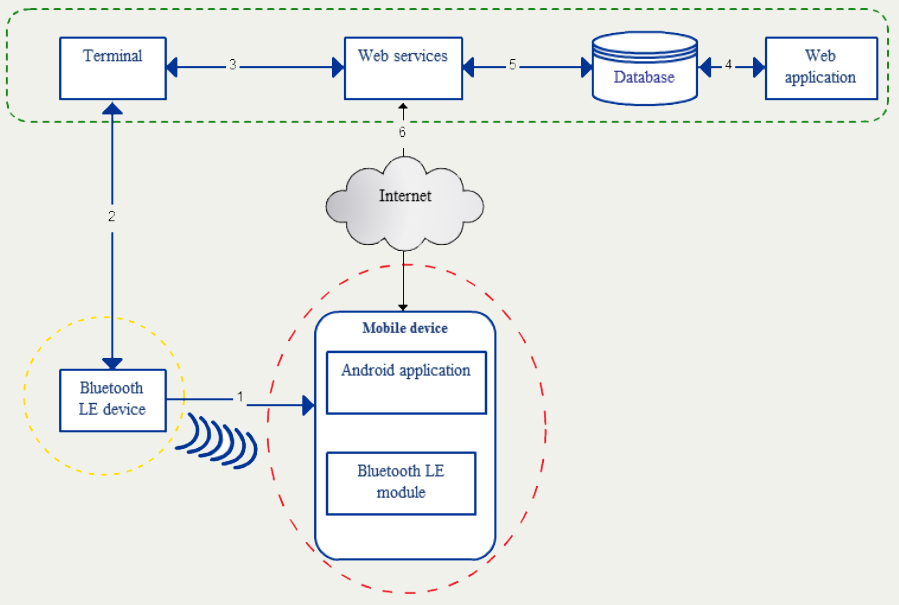 Terminal
3
Web services
5
Database
4
Web
application
6
Internet
2
Mobile device
Android application
Bluetooth
LE device
1
Bluetooth LE
module